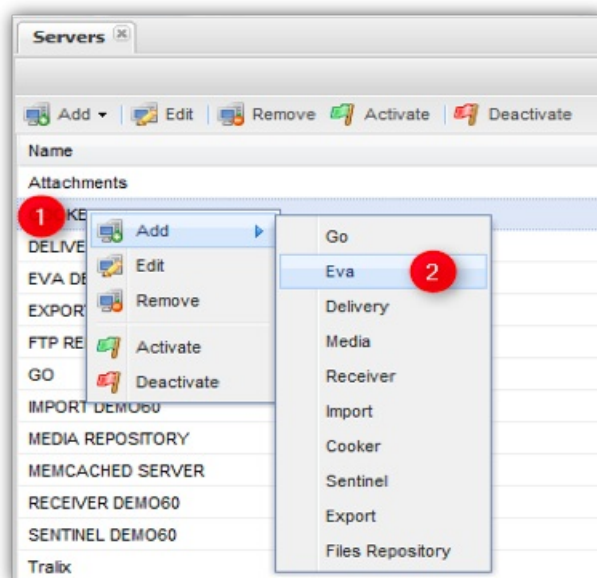 Servers
Add Edit Remove Activate Deactivate
Name
Attachments
1
DELIVE
EVA DE
EXPOR
FTP RE
GO
IMPORT DEMO60
MEDIA REPOSITORY
MEMCACHED SERVER
RECEIVER DEMO60
SENTINEL DEMO60
Tralix
Add
Edit
Remove
Activate
Deactivate
Go
Eva 2
Delivery
Media
Receiver
Import
Cooker
Sentinel
Export
Files Repository